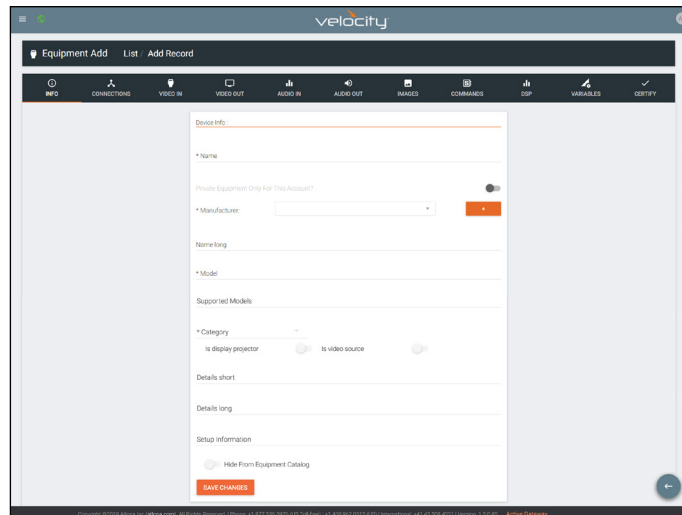 velocity
Equipment Add List / Add Record
INFO CONNECTIONS VIDEO IN VIDEO OUT AUDIO IN AUDIO OUT IMAGES COMMANDS DSP VARIABLES CERTIFY
Device Info :
* Name
Private Equipment Only For This Account?
* Manufacturer: +
Name long
* Model
Supported Models
* Category
Is display projector Is video source
Details short
Details long
Setup Information
Hide From Equipment Catalog
SAVE CHANGES
Active Gateway